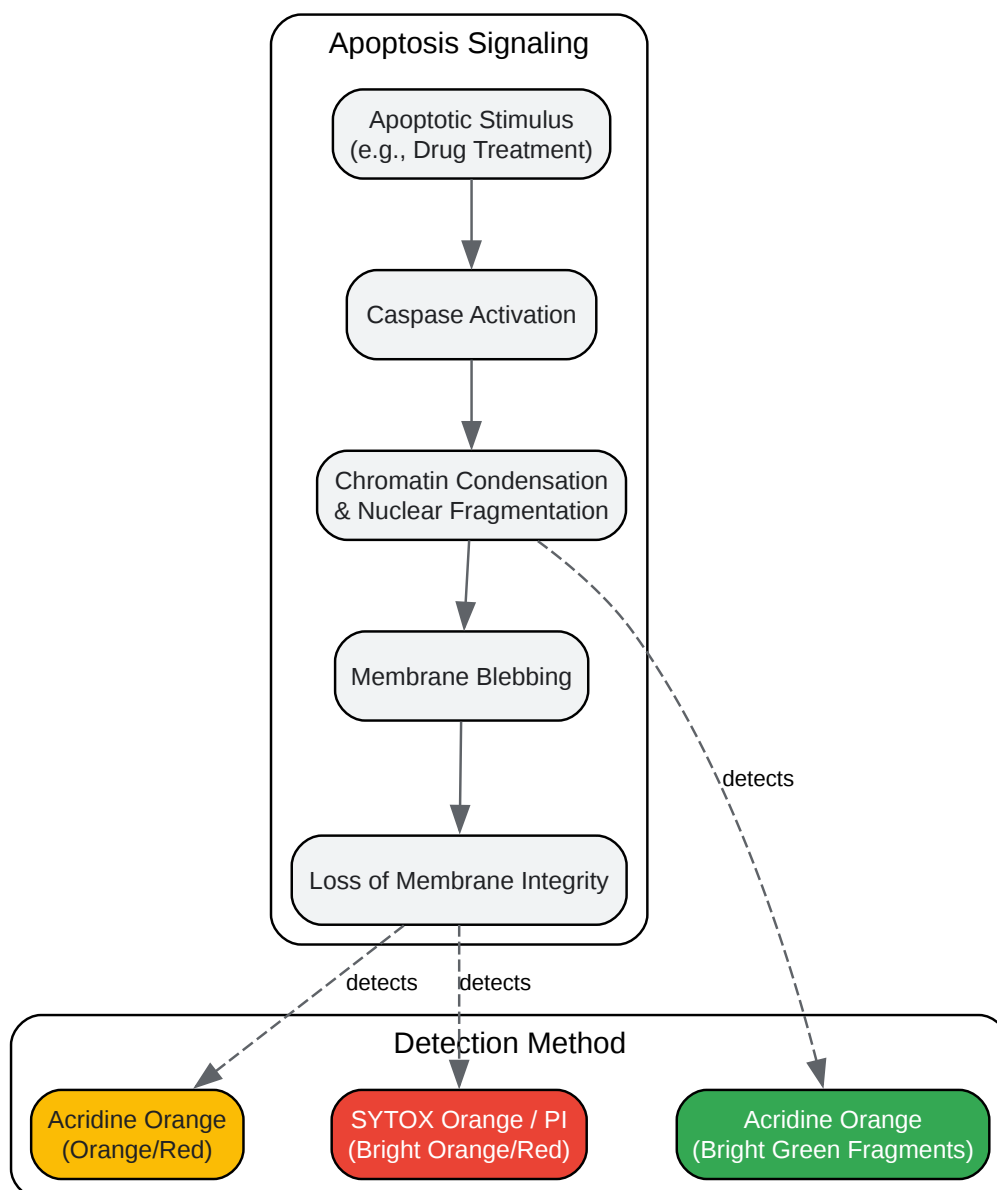 Apoptosis Signaling
Apoptotic Stimulus
(e.g., Drug Treatment)
Caspase Activation
Chromatin Condensation
& Nuclear Fragmentation
Membrane Blebbing
detects
Loss of Membrane Integrity
detects
detects
Detection Method
Acridine Orange
(Orange/Red)
SYTOX Orange / PI
(Bright Orange/Red)
Acridine Orange
(Bright Green Fragments)